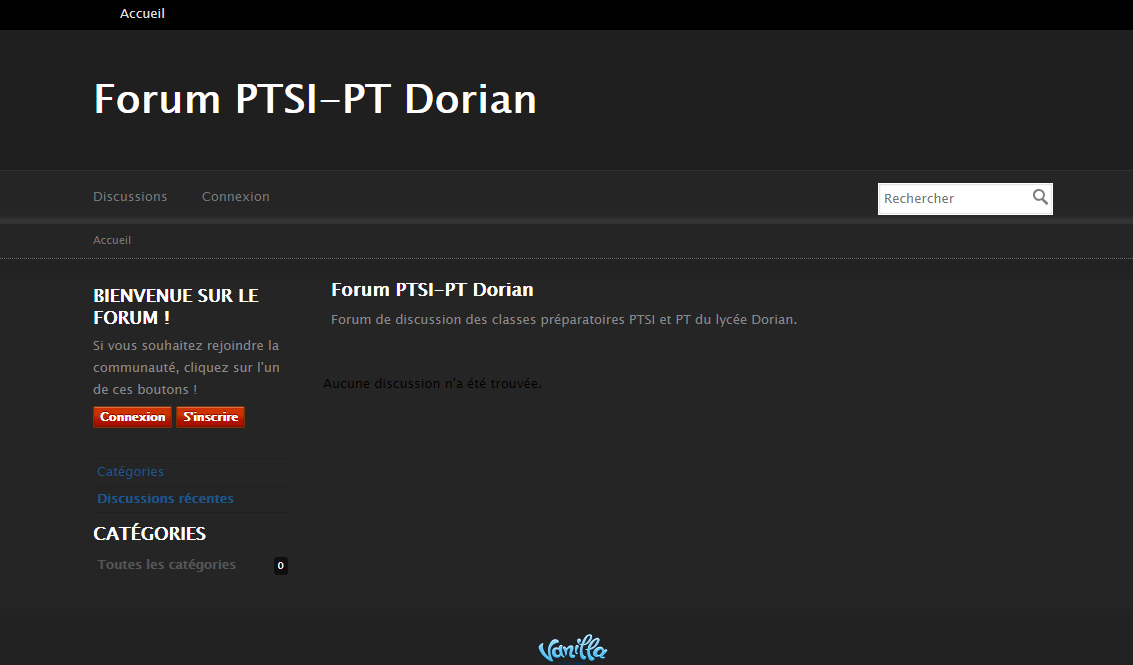 Accueil
Forum PTSI-PT Dorian
Discussions Connexion Rechercher
Accueil
BIENVENUE SUR LE
FORUM !
Si vous souhaitez rejoindre la
communauté, cliquez sur l'un
de ces boutons !
Connexion S'inscrire
Catégories
Discussions récentes
CATÉGORIES
Toutes les catégories 0
Forum PTSI-PT Dorian
Forum de discussion des classes préparatoires PTSI et PT du lycée Dorian.
Aucune discussion n'a été trouvée.
Vanilla